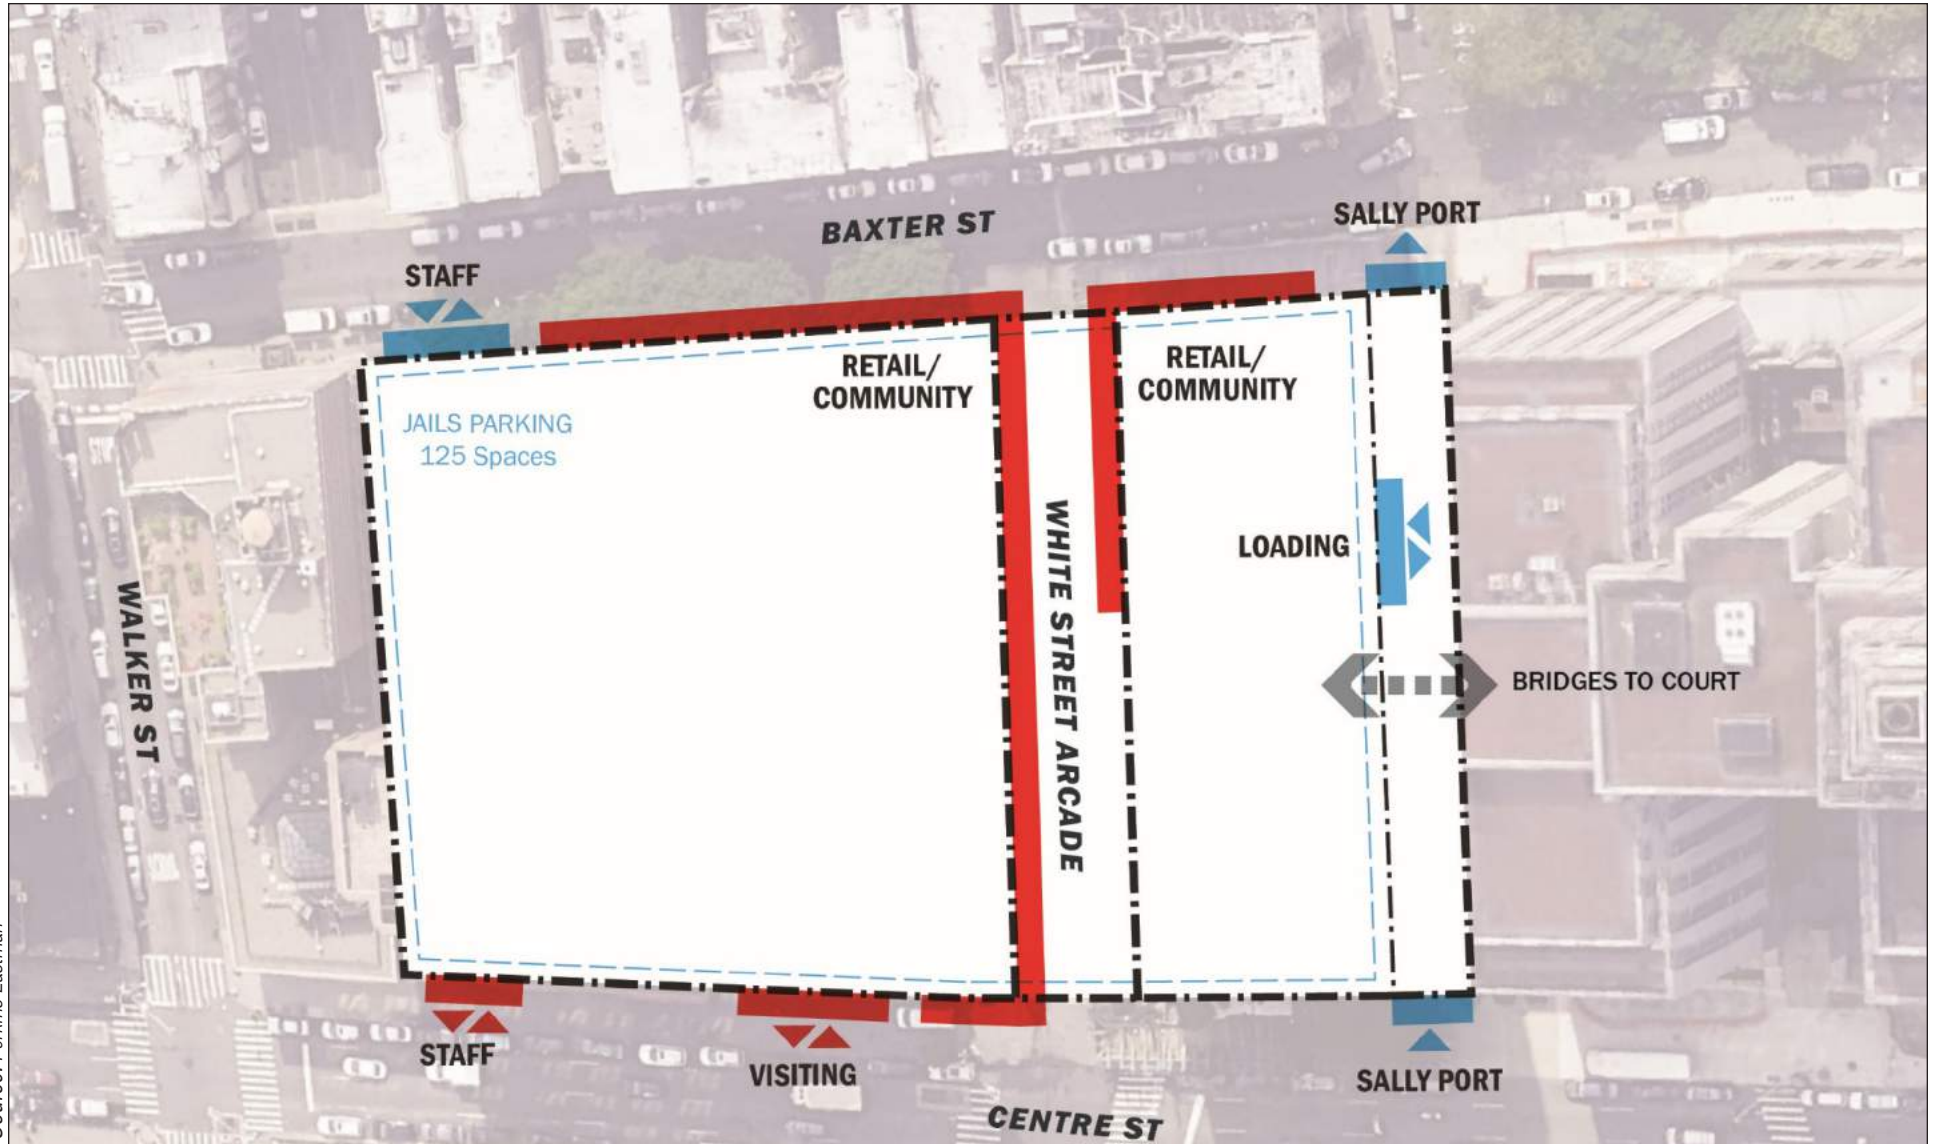 BAXTER ST
SALLY PORT
STAFF
RETAIL/
COMMUNITY
RETAIL/
COMMUNITY
JAILS PARKING
125 Spaces
WHITE STREET ARCADE
LOADING
WALKER ST
BRIDGES TO COURT
STAFF
VISITING
SALLY PORT
CENTRE ST